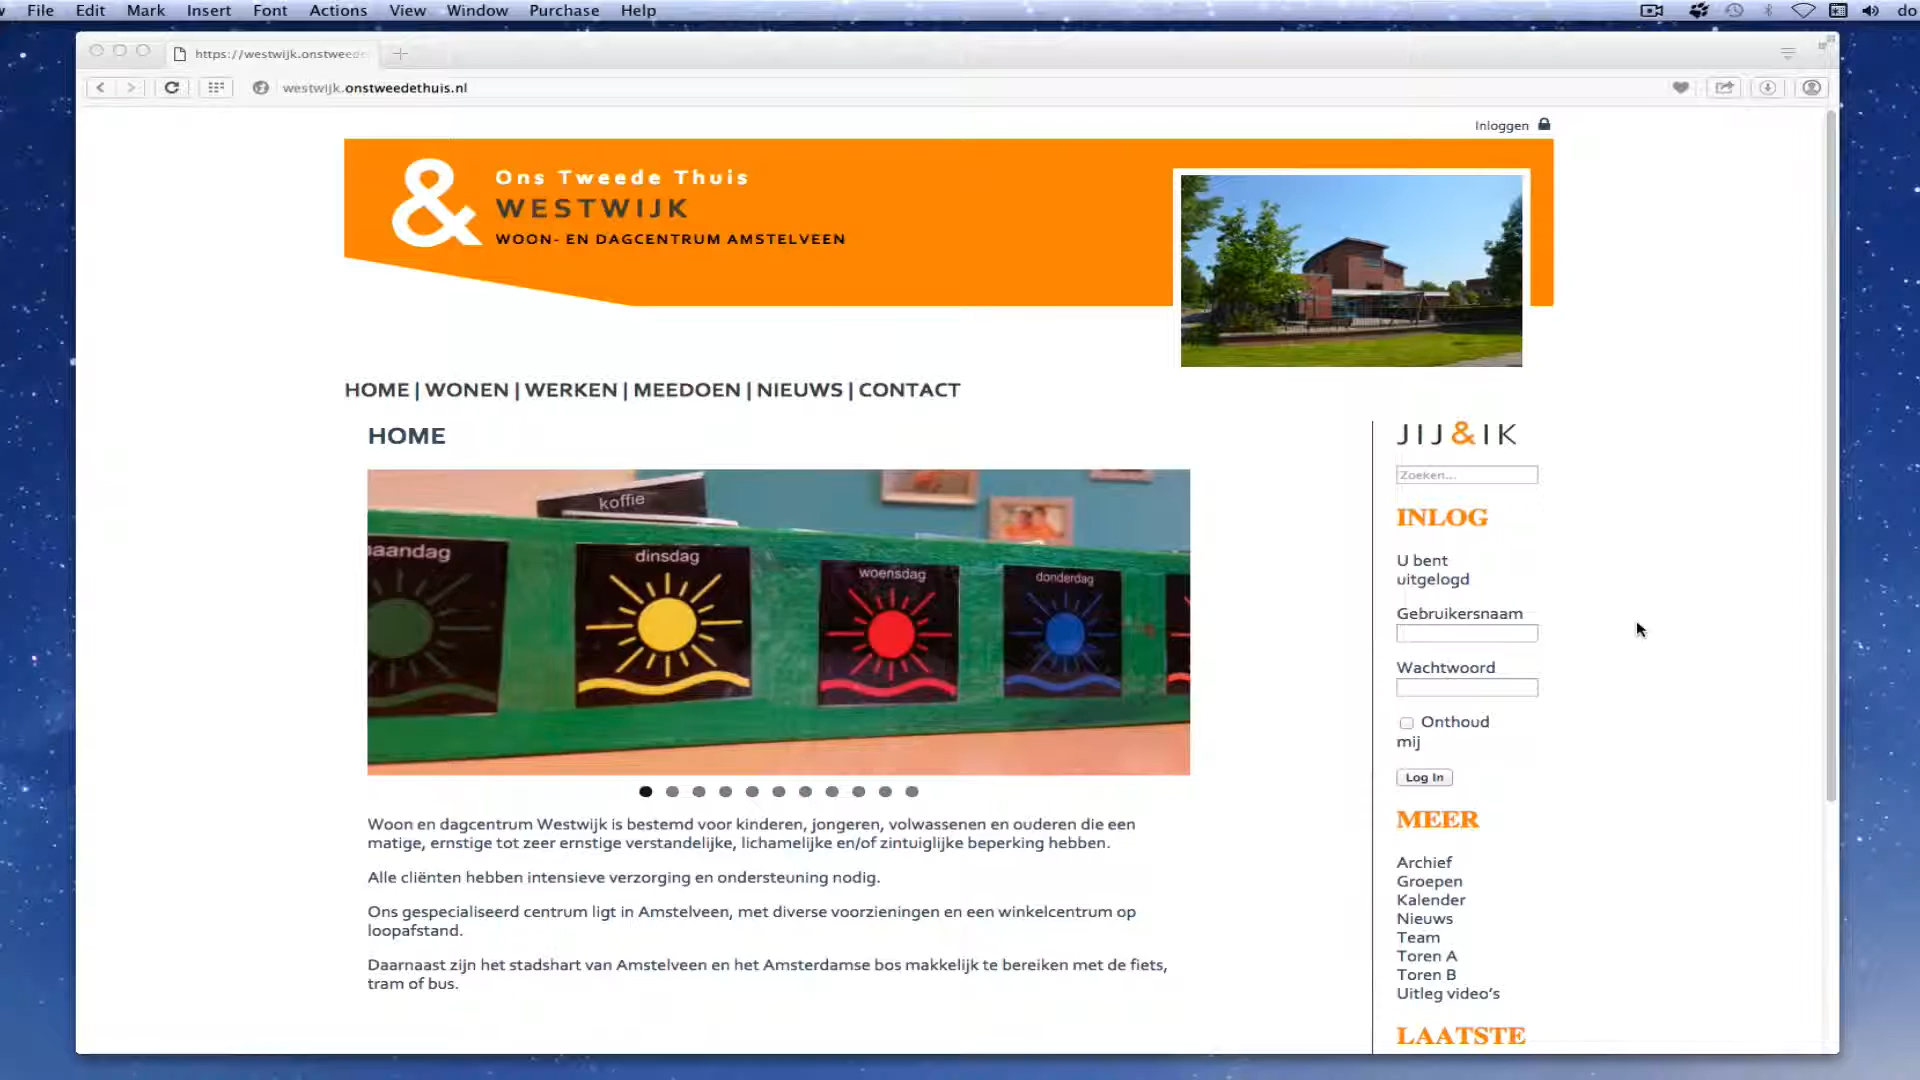 File Edit Mark Insert Font Actions View Window Purchase Help do
https://westwijk.onstweede
westwijk.onstweedethuis.nl
Inloggen
&
Ons Tweede Thuis
WESTWIJK
WOON- EN DAGCENTRUM AMSTELVEEN
HOME | WONEN | WERKEN | MEEDOEN | NIEUWS | CONTACT
HOME
koffie
maandag
dinsdag
woensdag
donderdag
Woon en dagcentrum Westwijk is bestemd voor kinderen, jongeren, volwassenen en ouderen die een
matige, ernstige tot zeer ernstige verstandelijke, lichamelijke en/of zintuiglijke beperking hebben.
Alle cliënten hebben intensieve verzorging en ondersteuning nodig.
Ons gespecialiseerd centrum ligt in Amstelveen, met diverse voorzieningen en een winkelcentrum op
loopafstand.
Daarnaast zijn het stadshart van Amstelveen en het Amsterdamse bos makkelijk te bereiken met de fiets,
tram of bus.
JIJ&IK
Zoeken...
INLOG
U bent
uitgelogd
Gebruikersnaam
Wachtwoord
Onthoud
mij
Log In
MEER
Archief
Groepen
Kalender
Nieuws
Team
Toren A
Toren B
Uitleg video's
LAATSTE